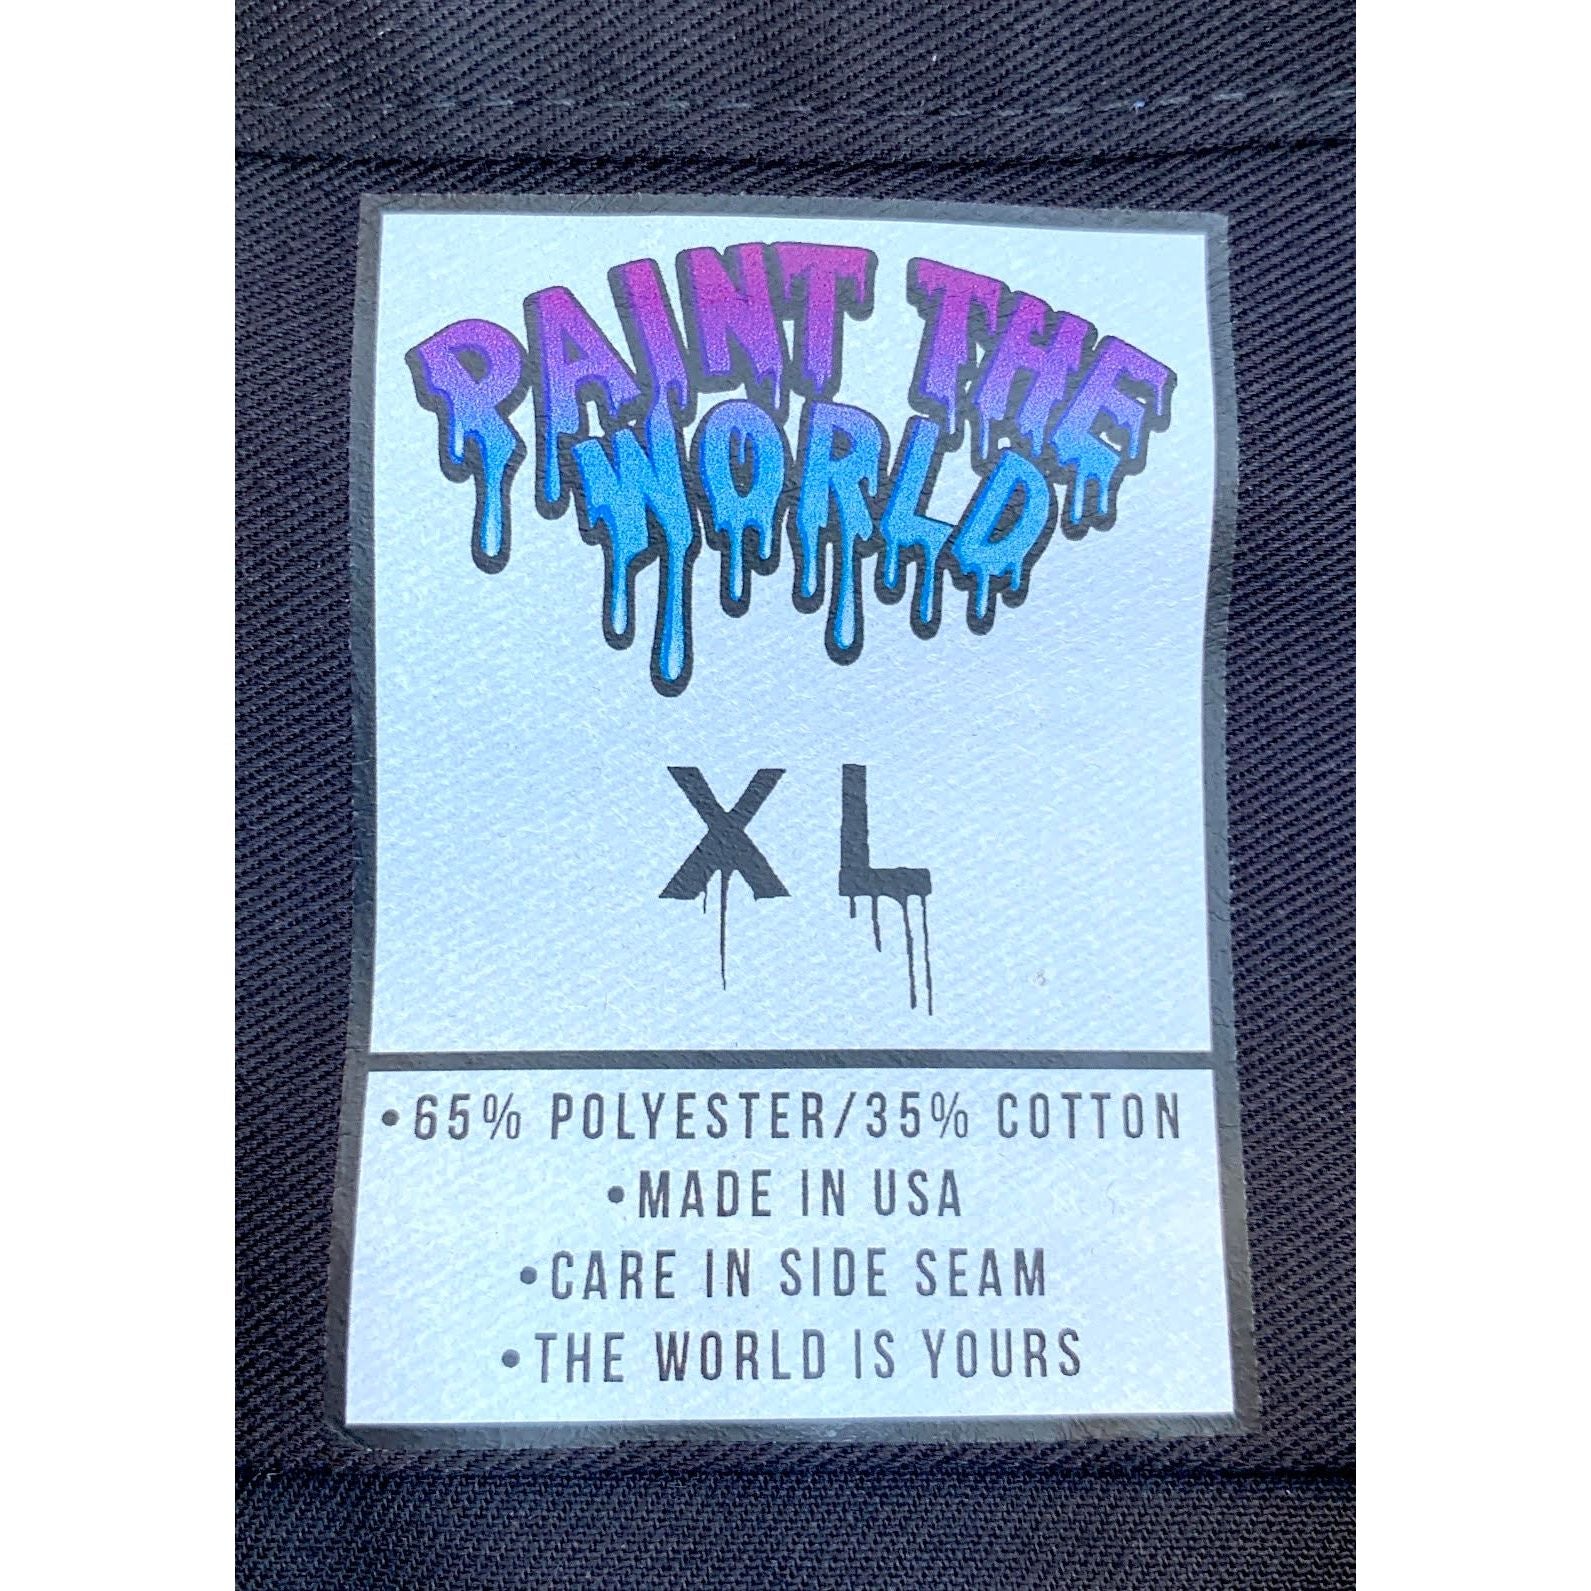 PAINT THE
WORLD
XL
•65% POLYESTER/35% COTTON
•MADE IN USA
•CARE IN SIDE SEAM
•THE WORLD IS YOURS